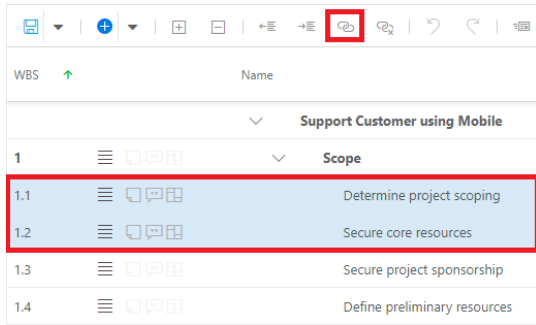 WBS Name
Support Customer using Mobile
1 Scope
1.1 Determine project scoping
1.2 Secure core resources
1.3 Secure project sponsorship
1.4 Define preliminary resources